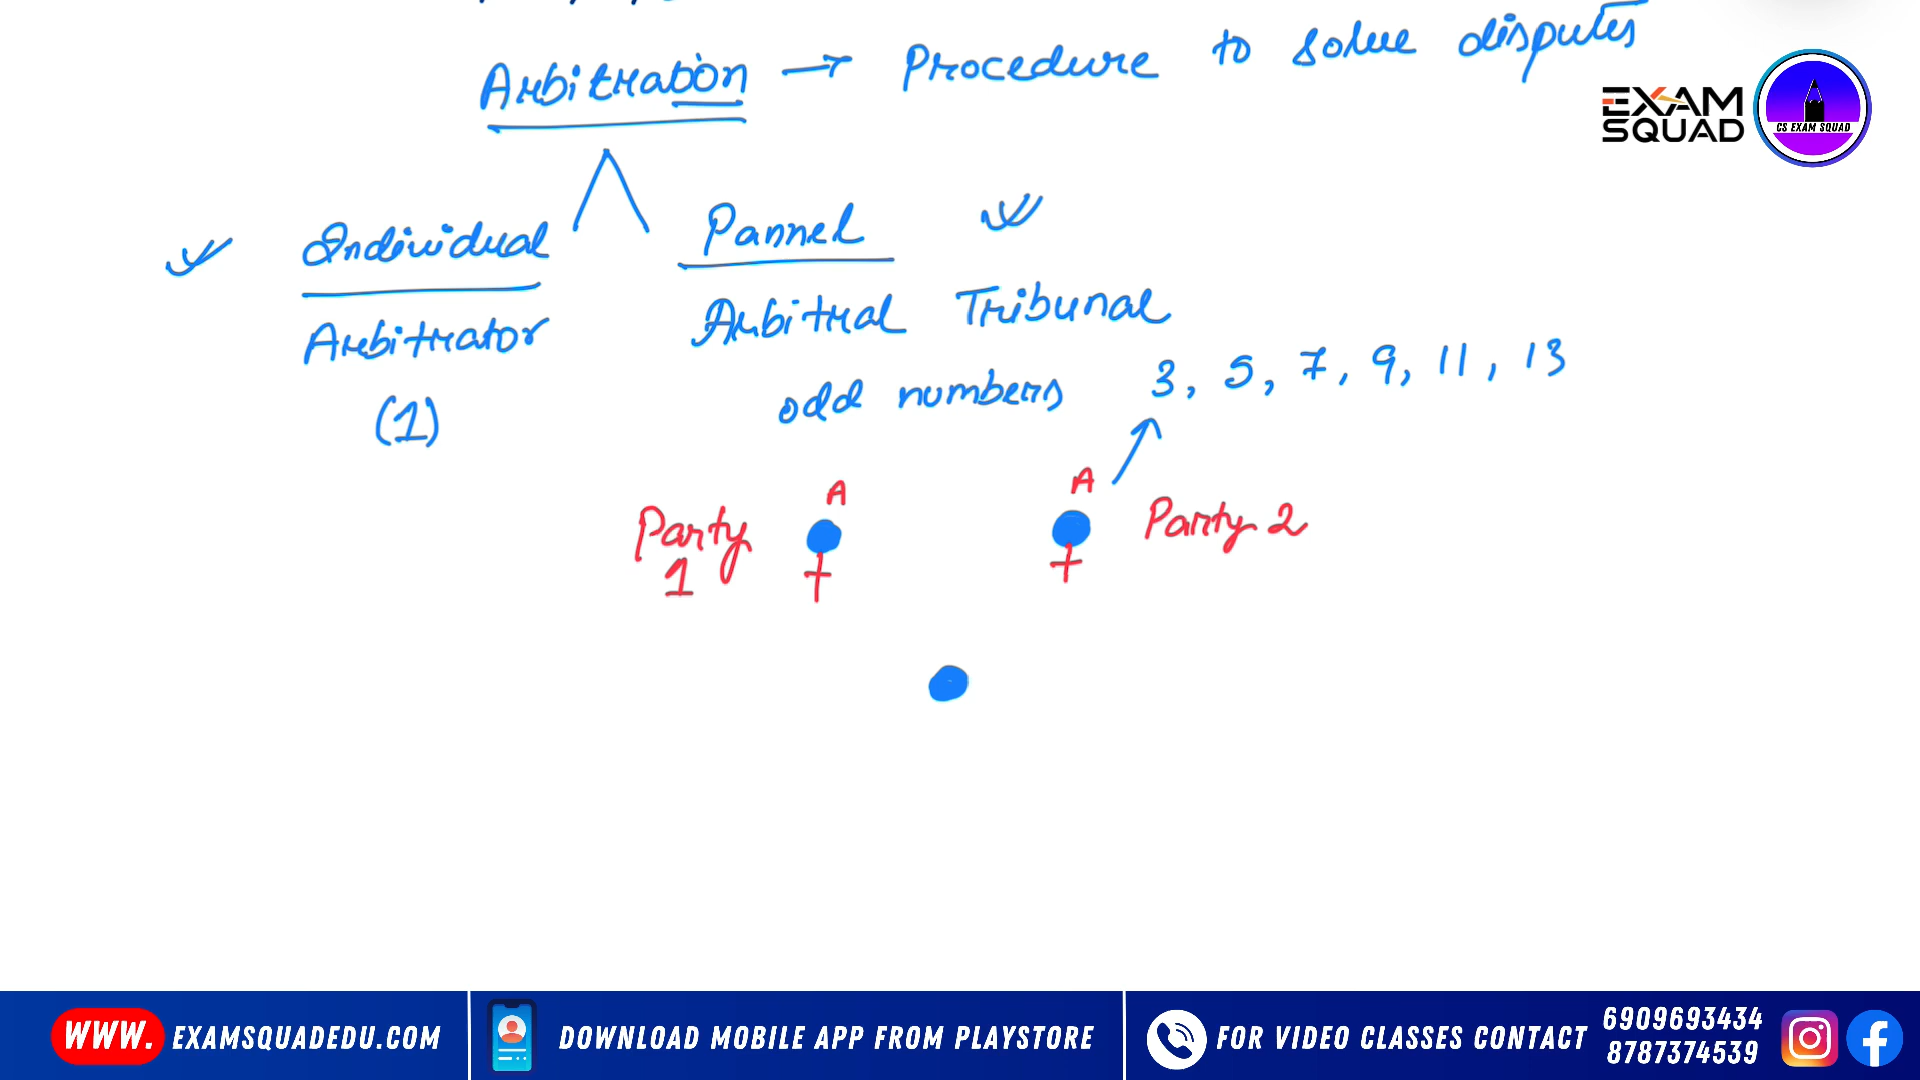 Arbitration → Procedure to solve disputes
EXAM
SQUAD
CS EXAM SQUAD
Individual Pannel
Arbitrator Arbitral Tribunal
(1) odd numbers 3, 5, 7, 9, 11, 13
A A
Party 1 Party 2
WWW. EXAMSQUADEDU.COM
DOWNLOAD MOBILE APP FROM PLAYSTORE
FOR VIDEO CLASSES CONTACT
6909693434
8787374539